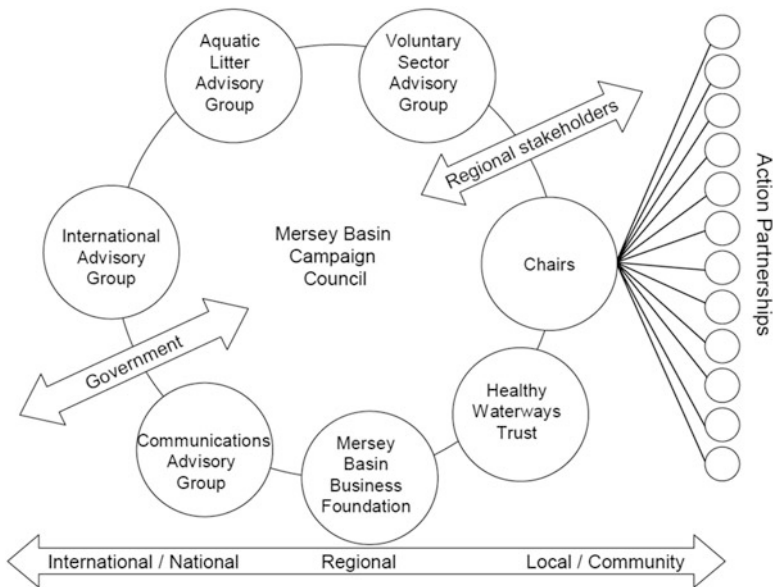 Aquatic
Litter
Advisory
Group
Voluntary
Sector
Advisory
Group
Regional stakeholders
Action Partnerships
International
Advisory
Group
Mersey Basin
Campaign
Council
Chairs
Government
Healthy
Waterways
Trust
Communications
Advisory
Group
Mersey
Basin
Business
Foundation
International / National
Regional
Local / Community